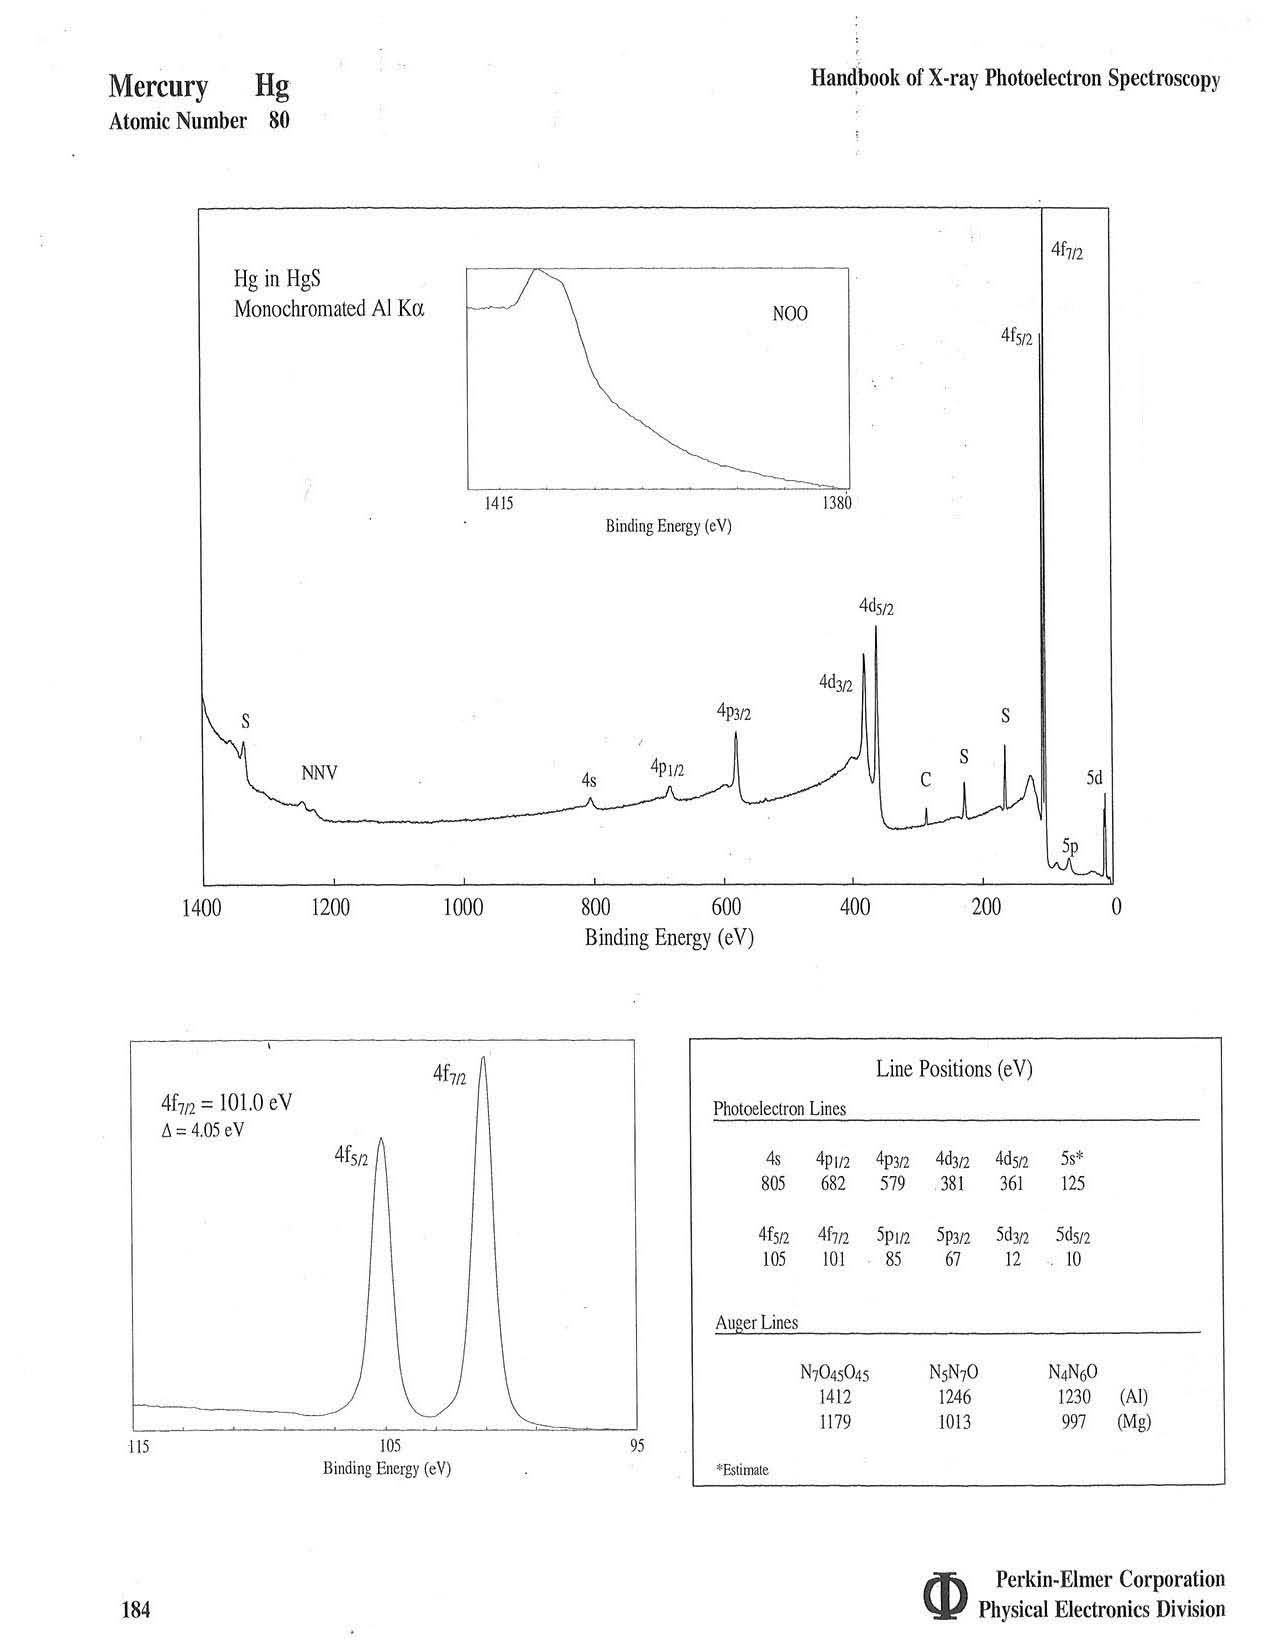 Mercury Hg
Atomic Number 80
Handbook of X-ray Photoelectron Spectroscopy
Hg in HgS
Monochromated Al Kα
NOO
1415 1380
Binding Energy (eV)
4f7/2
4f5/2
4d5/2
4d3/2
4p3/2
4p1/2
4s
S
NNV
C
S
S
5p
5d
1400 1200 1000 800 600 400 200 0
Binding Energy (eV)
4f7/2 = 101.0 eV
Δ = 4.05 eV
4f7/2
4f5/2
115 105 95
Binding Energy (eV)
Line Positions (eV)
Photoelectron Lines
4s 4p1/2 4p3/2 4d3/2 4d5/2 5s*
805 682 579 381 361 125
4f5/2 4f7/2 5p1/2 5p3/2 5d3/2 5d5/2
105 101 85 67 12 10
Auger Lines
N7O45O45 N5N7O N4N6O
1412 1246 1230 (Al)
1179 1013 997 (Mg)
*Estimate
184
Perkin-Elmer Corporation
Physical Electronics Division